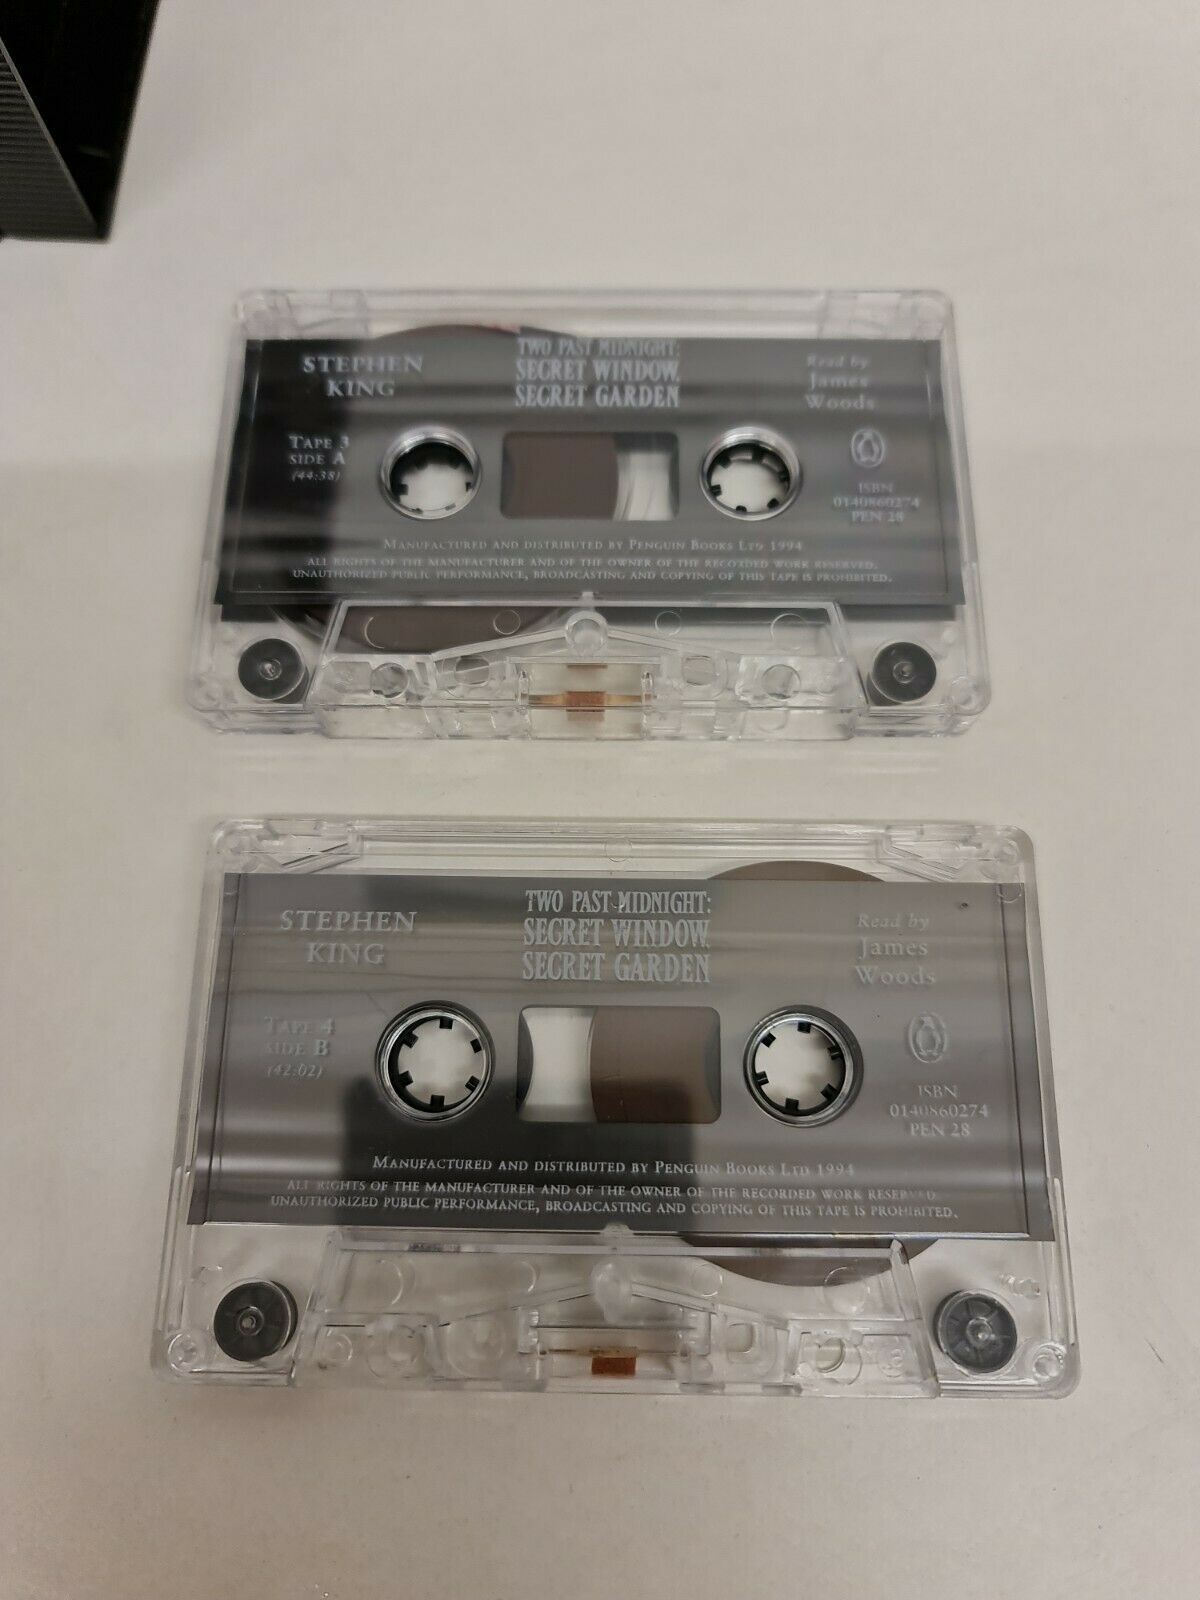 STEPHEN
KING
TWO PAST MIDNIGHT:
SECRET WINDOW,
SECRET GARDEN
Read by
James
Woods
TAPE 3
SIDE A
(44:38)
ISBN
0140860274
PEN 28
MANUFACTURED AND DISTRIBUTED BY PENGUIN BOOKS LTD 1994
ALL RIGHTS OF THE MANUFACTURER AND OF THE OWNER OF THE RECORDED WORK RESERVED.
UNAUTHORIZED PUBLIC PERFORMANCE, BROADCASTING AND COPYING OF THIS TAPE IS PROHIBITED.
STEPHEN
KING
TWO PAST MIDNIGHT:
SECRET WINDOW,
SECRET GARDEN
Read by
James
Woods
TAPE 4
SIDE B
(42:02)
ISBN
0140860274
PEN 28
MANUFACTURED AND DISTRIBUTED BY PENGUIN BOOKS LTD 1994
ALL RIGHTS OF THE MANUFACTURER AND OF THE OWNER OF THE RECORDED WORK RESERVED.
UNAUTHORIZED PUBLIC PERFORMANCE, BROADCASTING AND COPYING OF THIS TAPE IS PROHIBITED.